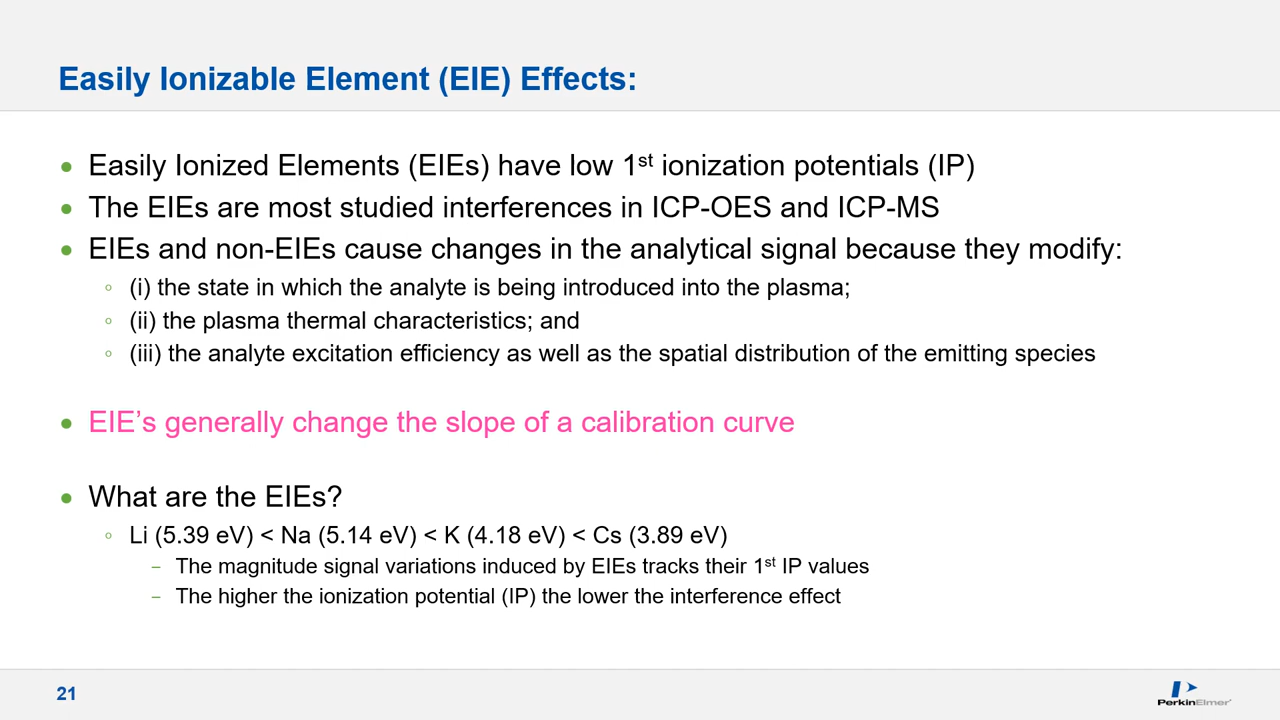 Easily Ionizable Element (EIE) Effects:
• Easily Ionized Elements (EIEs) have low 1st ionization potentials (IP)
• The EIEs are most studied interferences in ICP-OES and ICP-MS
• EIEs and non-EIEs cause changes in the analytical signal because they modify:
◦ (i) the state in which the analyte is being introduced into the plasma;
◦ (ii) the plasma thermal characteristics; and
◦ (iii) the analyte excitation efficiency as well as the spatial distribution of the emitting species
• EIE’s generally change the slope of a calibration curve
• What are the EIEs?
◦ Li (5.39 eV) < Na (5.14 eV) < K (4.18 eV) < Cs (3.89 eV)
− The magnitude signal variations induced by EIEs tracks their 1st IP values
− The higher the ionization potential (IP) the lower the interference effect
21
PerkinElmer